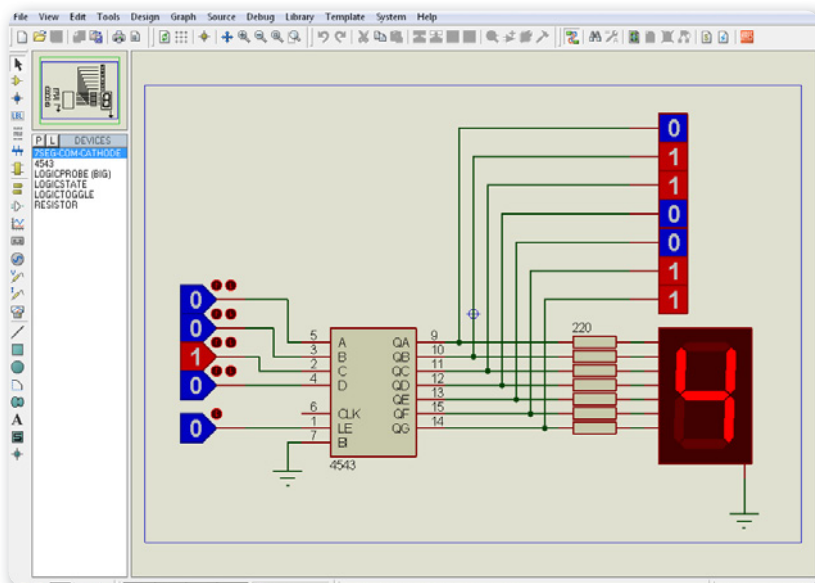 File View Edit Tools Design Graph Source Debug Library Template System Help
P L DEVICES
7SEG-COM-CATHODE
4543
LOGICPROBE (BIG)
LOGICSTATE
LOGICTOGGLE
RESISTOR
LBL
A
S
0
1
1
0
0
1
1
0
0
1
0
0
5 A QA 9
3 B QB 10
2 C QC 11
4 D QD 12
QE 13
6 CLK QF 15
1 LE QG 14
7 BI
4543
220
4